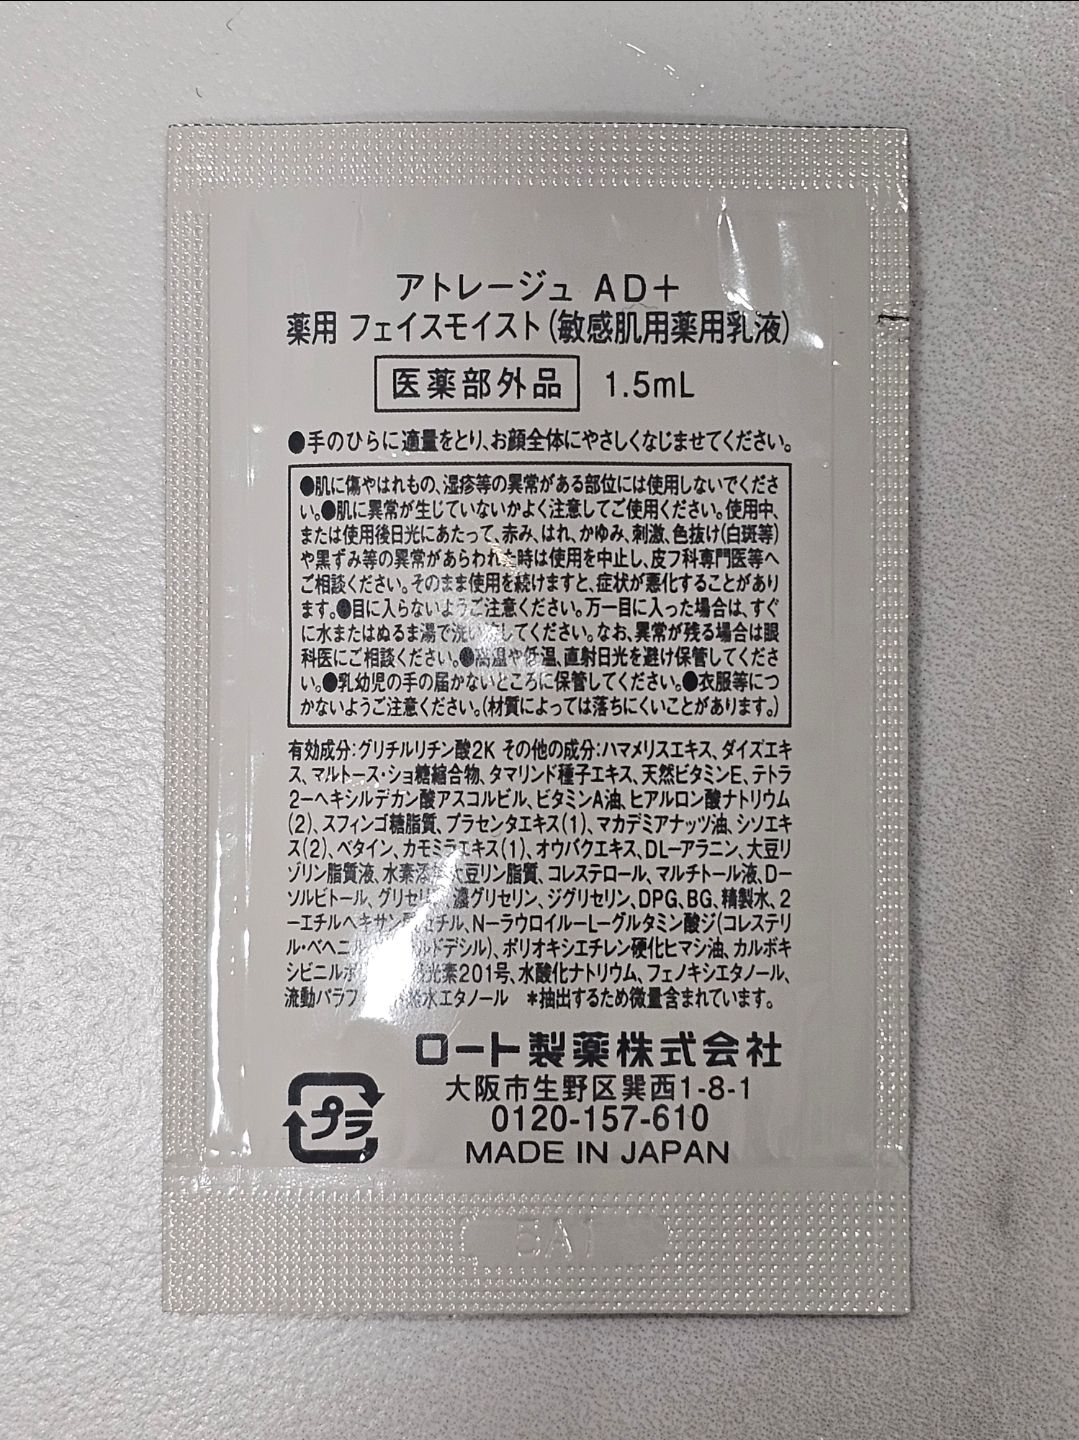 アトレージュ AD＋
薬用 フェイスモイスト(敏感肌用薬用乳液)
医薬部外品 1.5mL
●手のひらに適量をとり、お顔全体にやさしくなじませてください。
●肌に傷やはれもの、湿疹等の異常がある部位には使用しないでくださ
い。●肌に異常が生じていないかよく注意してご使用ください。使用中、
または使用後日光にあたって、赤み、はれ、かゆみ、刺激、色抜け(白斑等)
や黒ずみ等の異常があらわれた時は使用を中止し、皮フ科専門医等へ
ご相談ください。そのまま使用を続けますと、症状が悪化することがあり
ます。●目に入らないようご注意ください。万一目に入った場合は、すぐ
に水またはぬるま湯で洗い流してください。なお、異常が残る場合は眼
科医にご相談ください。●高温や低温、直射日光を避け保管してくださ
い。●乳幼児の手の届かないところに保管してください。●衣服等につ
かないようご注意ください。(材質によっては落ちにくいことがあります。)
有効成分:グリチルリチン酸2K その他の成分:ハマメリスエキス、ダイズエキ
ス、マルトース・ショ糖縮合物、タマリンド種子エキス、天然ビタミンE、テトラ
2－ヘキシルデカン酸アスコルビル、ビタミンA油、ヒアルロン酸ナトリウム
(2)、スフィンゴ糖脂質、プラセンタエキス(1)、マカデミアナッツ油、シソエキ
ス(2)、ベタイン、カモミラエキス(1)、オウバクエキス、DL－アラニン、大豆リ
ゾリン脂質液、水素添加大豆リン脂質、コレステロール、マルチトール液、D－
ソルビトール、グリセリン、濃グリセリン、ジグリセリン、DPG、BG、精製水、2
－エチルヘキサン酸セチル、N－ラウロイル－L－グルタミン酸ジ(コレステリ
ル・ベヘニル ルドデシル)、ポリオキシエチレン硬化ヒマシ油、カルボキ
シビニルポ 光素201号、水酸化ナトリウム、フェノキシエタノール、
流動パラフ 水エタノール ＊抽出するため微量含まれています。
ロート製薬株式会社
大阪市生野区巽西1-8-1
プラ 0120-157-610
MADE IN JAPAN
5A1